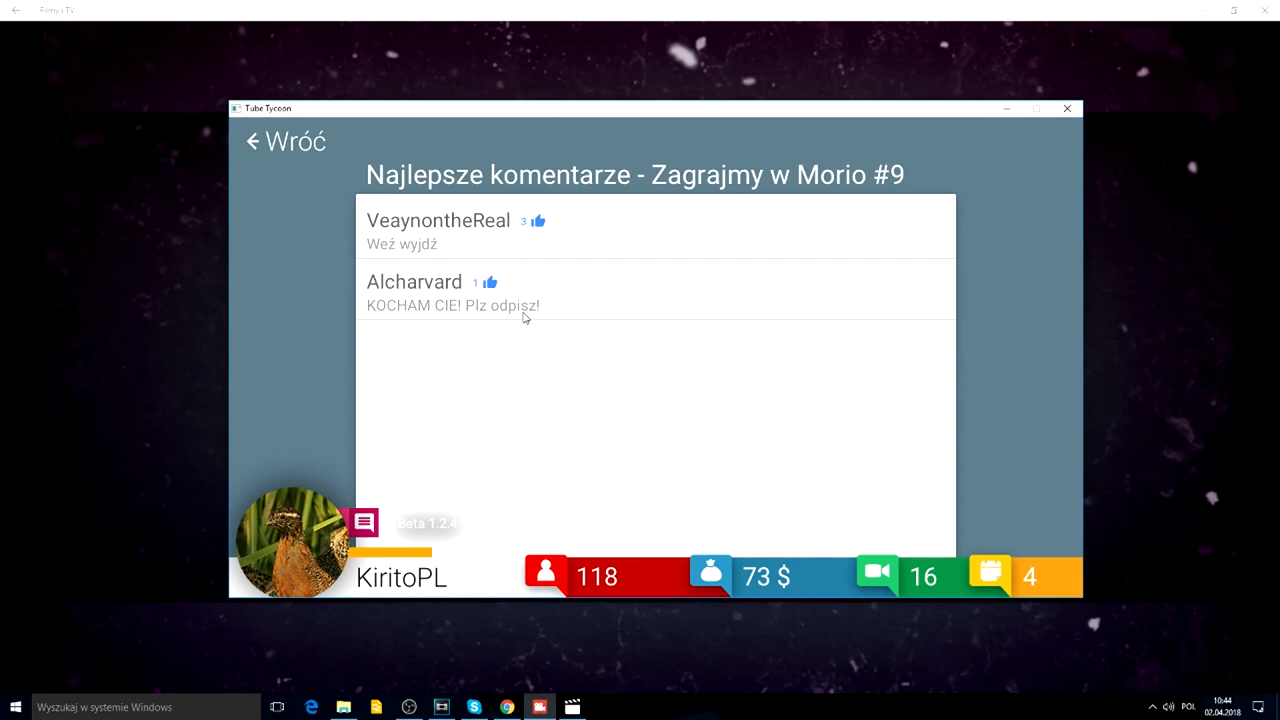 Filmy i TV
Tube Tycoon
Wróć
Najlepsze komentarze - Zagrajmy w Morio #9
VeaynontheReal 3
Weź wyjdź
Alcharvard 1
KOCHAM CIE! Plz odpisz!
Beta 1.2.4
KiritoPL
118
73 $
16
4
Wyszukaj w systemie Windows
POL
10:44
02.04.2018